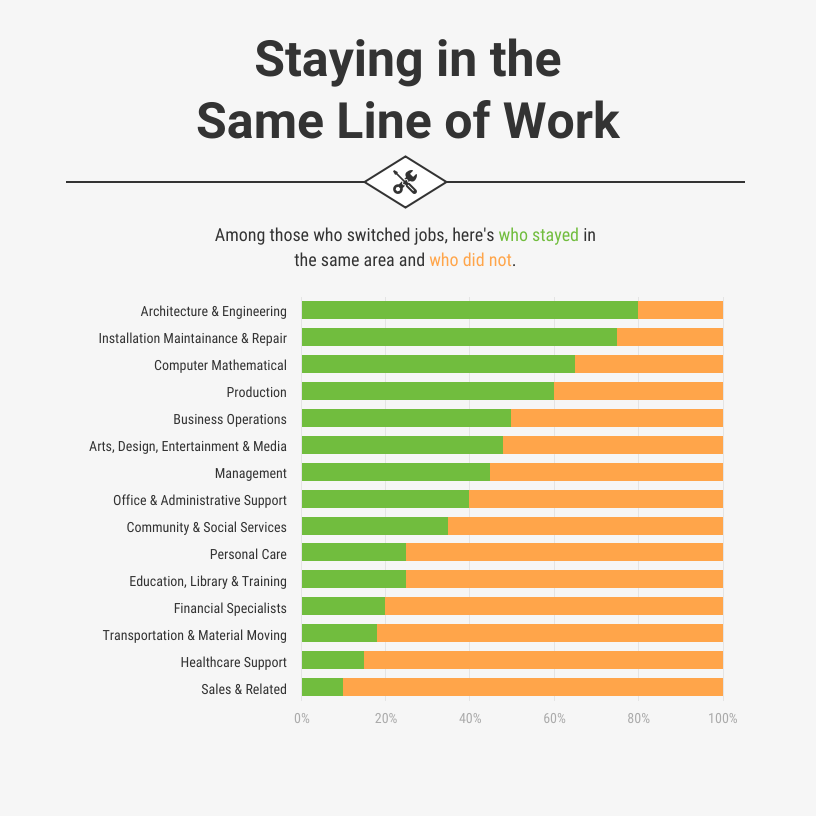 Staying in the
Same Line of Work
Among those who switched jobs, here's who stayed in
the same area and who did not.
Architecture & Engineering
Installation Maintainance & Repair
Computer Mathematical
Production
Business Operations
Arts, Design, Entertainment & Media
Management
Office & Administrative Support
Community & Social Services
Personal Care
Education, Library & Training
Financial Specialists
Transportation & Material Moving
Healthcare Support
Sales & Related
0% 20% 40% 60% 80% 100%